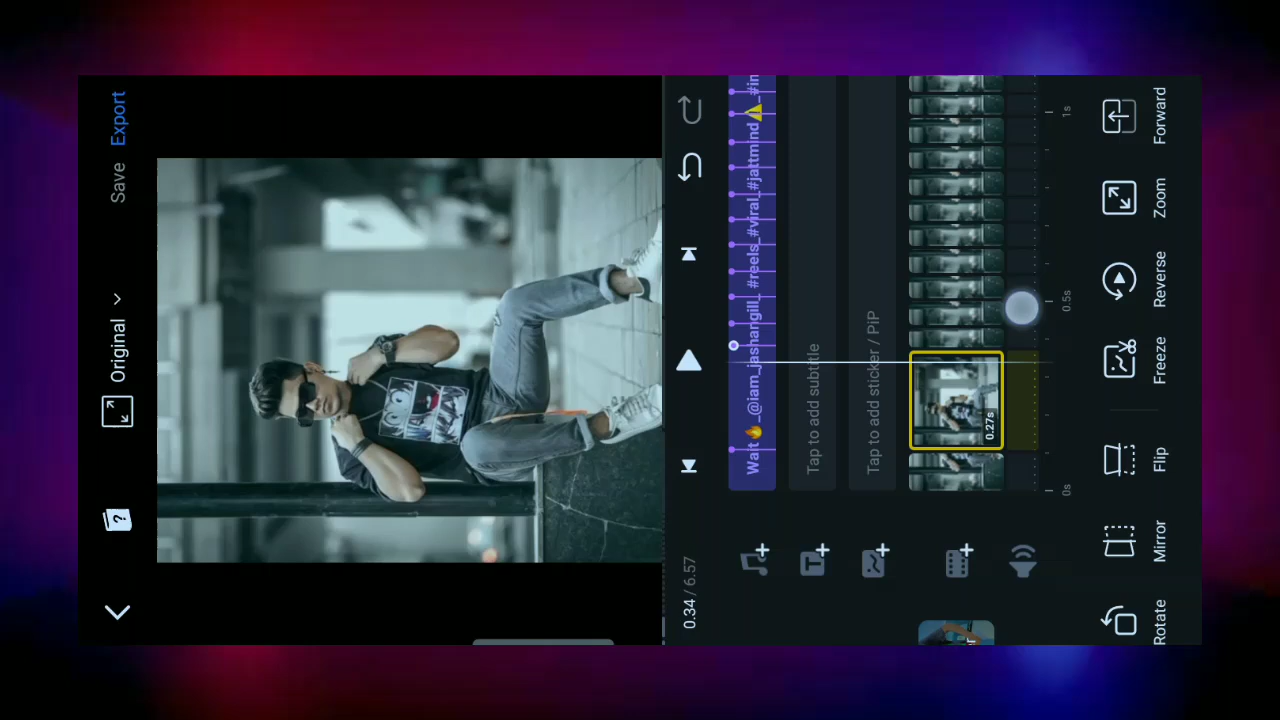 Save Export
Original
0.34 / 6.57
Wait🔥_@iam_jashangill_ #reels_#viral_#jattmind⚠️_#in
Tap to add subtitle
Tap to add sticker / PiP
0.27s
0s
0.5s
1s
Rotate
Mirror
Flip
Freeze
Reverse
Zoom
Forward